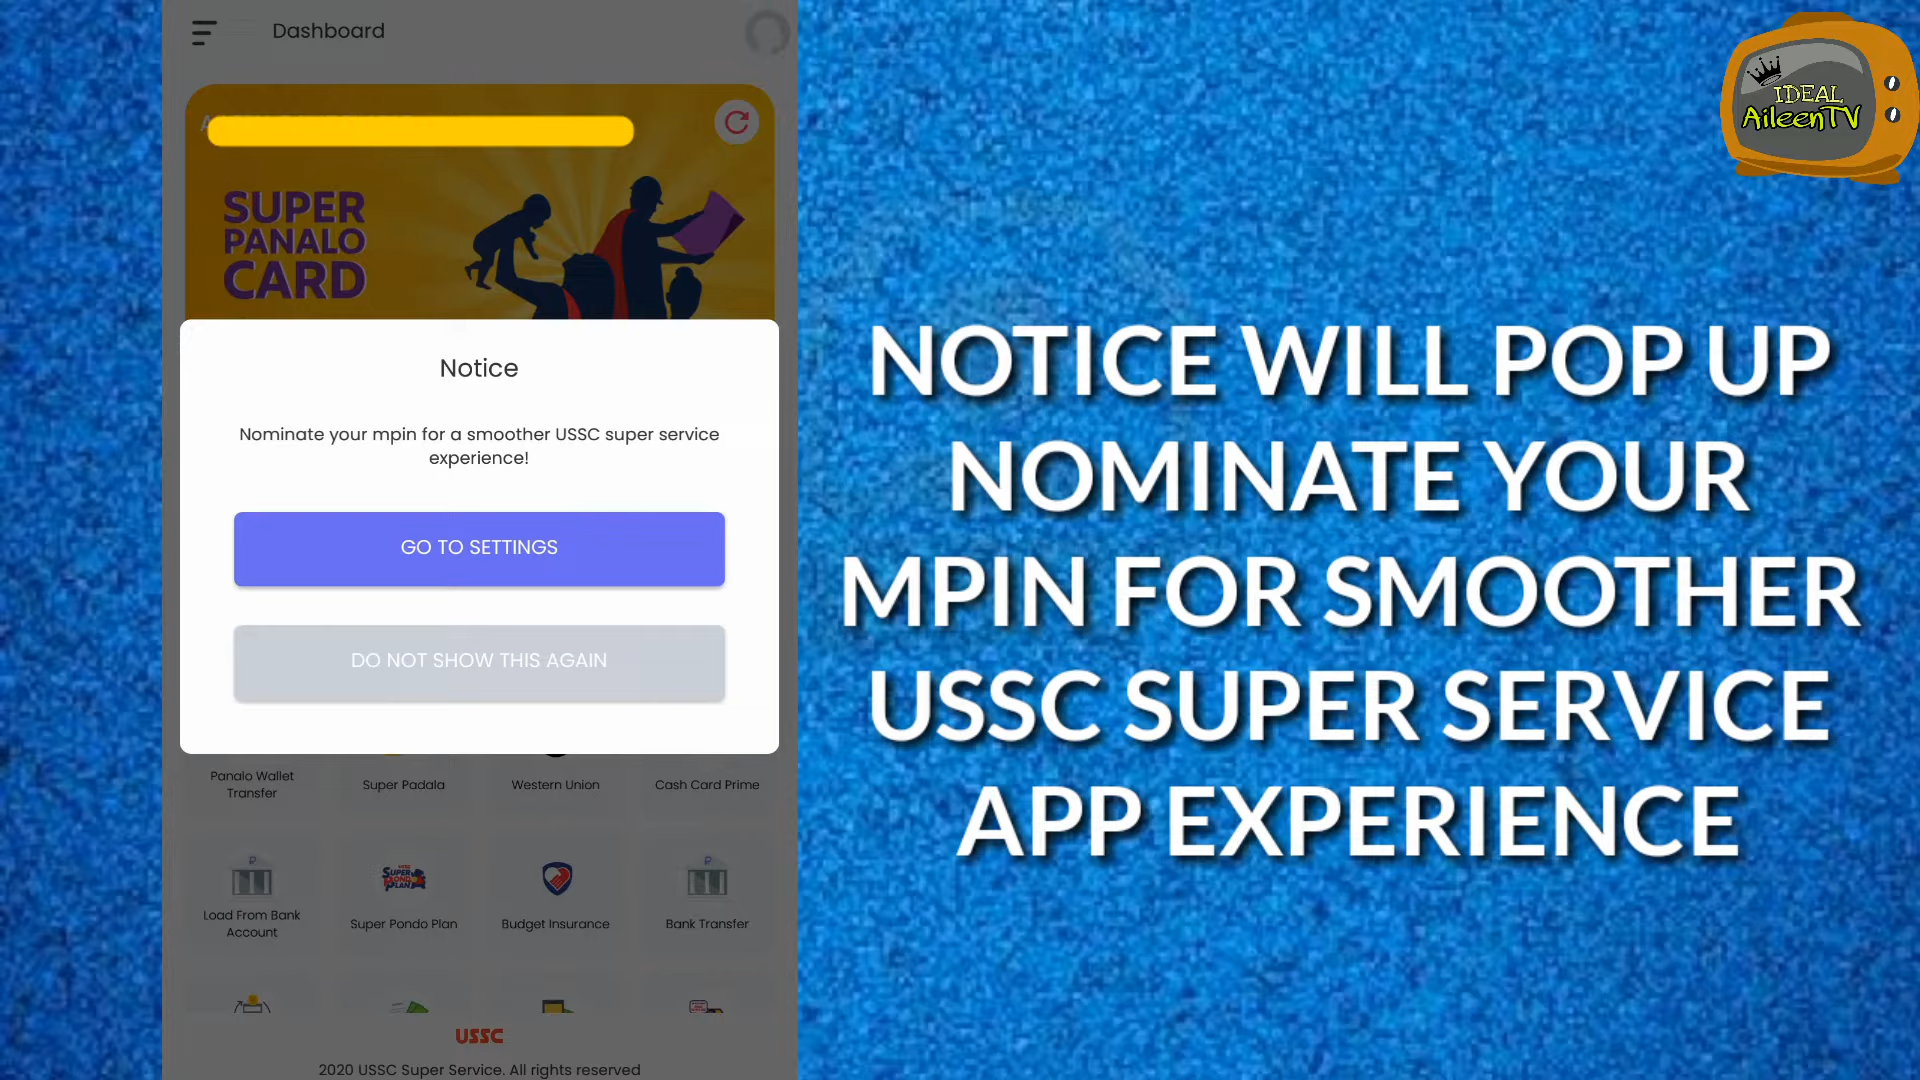 Dashboard
SUPER
PANALO
CARD
Notice
Nominate your mpin for a smoother USSC super service
experience!
GO TO SETTINGS
DO NOT SHOW THIS AGAIN
Panalo Wallet
Transfer
Super Padala
Western Union
Cash Card Prime
Load From Bank
Account
Super Pondo Plan
Budget Insurance
Bank Transfer
USSC
2020 USSC Super Service. All rights reserved
IDEAL
AileenTV
NOTICE WILL POP UP
NOMINATE YOUR
MPIN FOR SMOOTHER
USSC SUPER SERVICE
APP EXPERIENCE